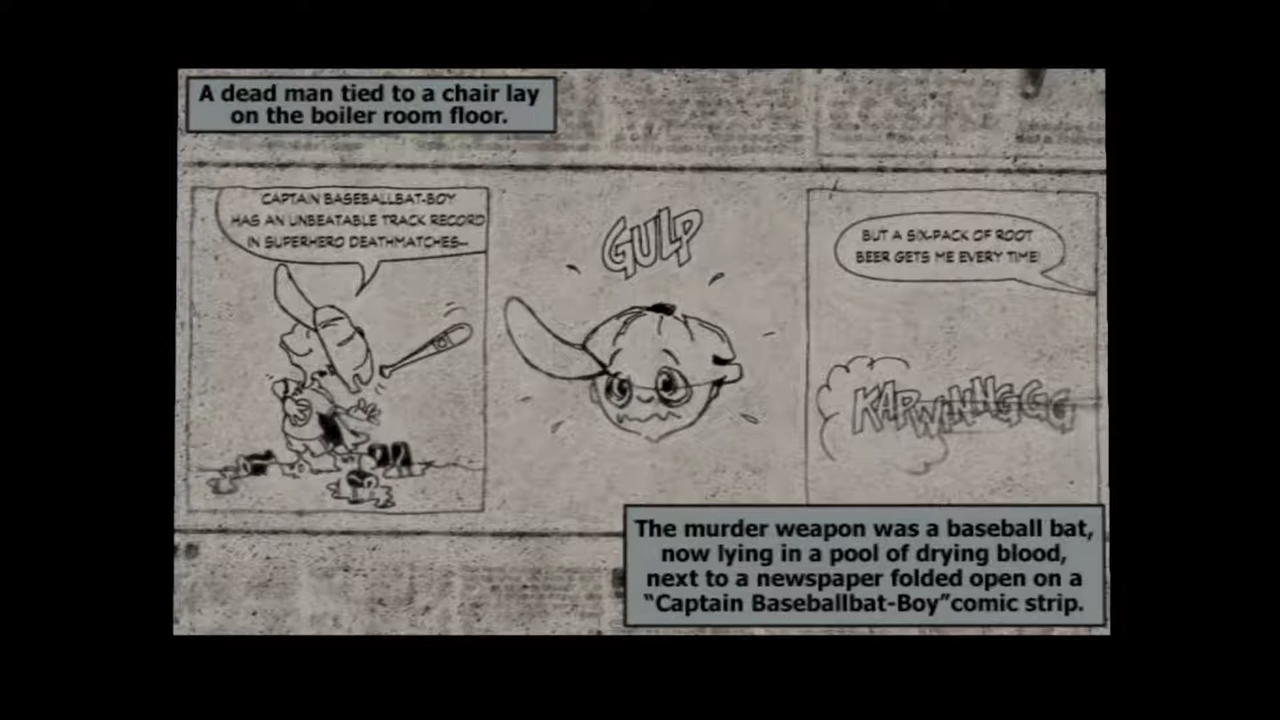 A dead man tied to a chair lay
on the boiler room floor.
CAPTAIN BASEBALLBAT-BOY
HAS AN UNBEATABLE TRACK RECORD
IN SUPERHERO DEATHMATCHES--
GULP
BUT A SIX-PACK OF ROOT
BEER GETS ME EVERY TIME!
KAPWINNGGG
The murder weapon was a baseball bat,
now lying in a pool of drying blood,
next to a newspaper folded open on a
"Captain Baseballbat-Boy"comic strip.